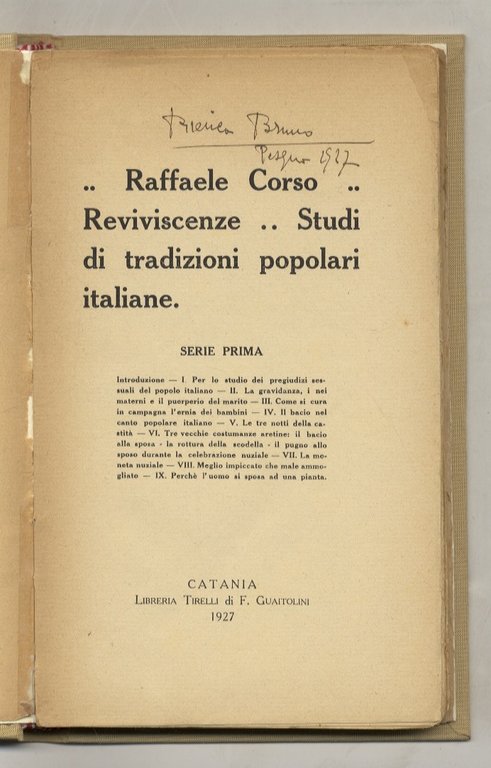 Bruno
1927
.. Raffaele Corso ..
Reviviscenze .. Studi
di tradizioni popolari
italiane.
SERIE PRIMA
Introduzione — I. Per lo studio dei pregiudizi ses-
suali del popolo italiano — II. La gravidanza, i nei
materni e il puerperio del marito — III. Come si cura
in campagna l'ernia dei bambini — IV. Il bacio nel
canto popolare italiano — V. Le tre notti della ca-
stità — VI. Tre vecchie costumanze aretine: il bacio
alla sposa - la rottura della scodella - il pugno allo
sposo durante la celebrazione nuziale — VII. La mo-
neta nuziale — VIII. Meglio impiccato che male ammo-
gliato — IX. Perchè l'uomo si sposa ad una pianta.
CATANIA
LIBRERIA TIRELLI di F. GUAITOLINI
1927